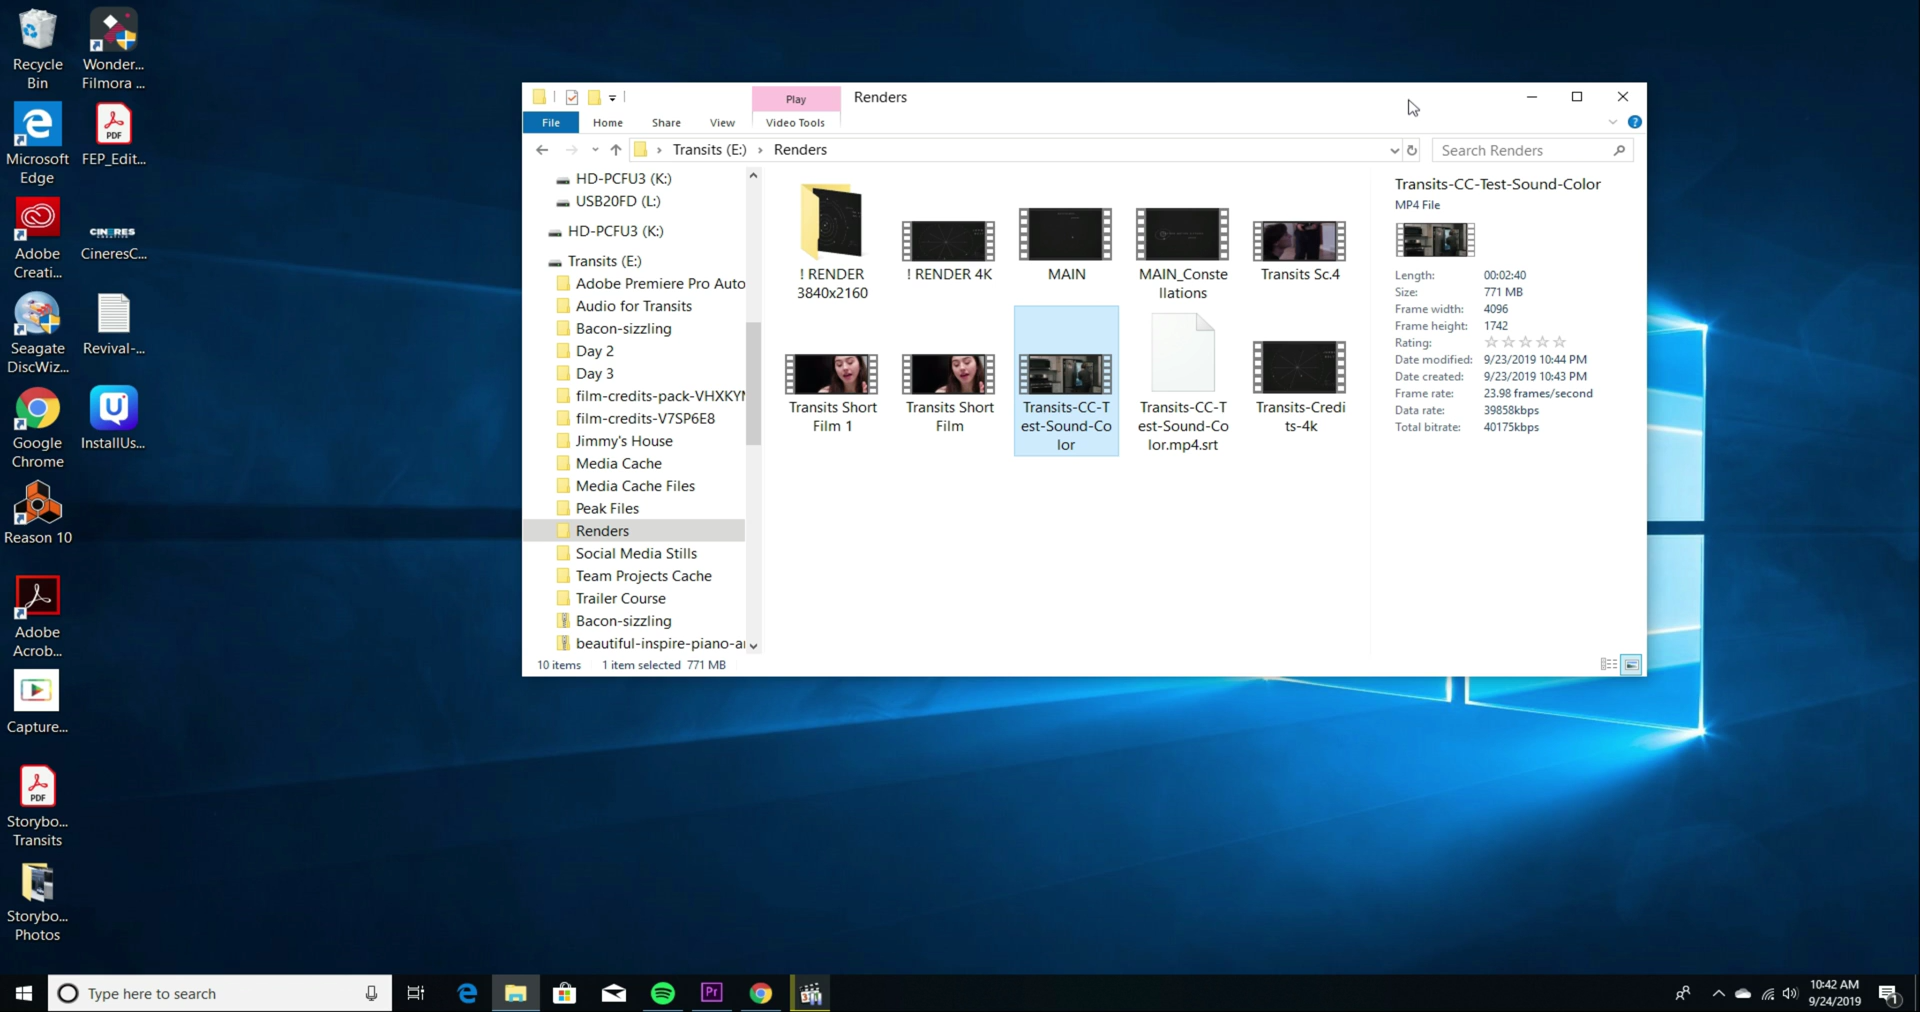 Recycle
Bin
Wonder...
Filmora ...
Microsoft
Edge
PDF
FEP_Edit...
Adobe
Creati...
CINERES
CineresC...
Seagate
DiscWiz...
Revival-...
Google
Chrome
InstallUs...
Reason 10
Adobe
Acrob...
Capture...
PDF
Storybo...
Transits
Storybo...
Photos
Play
Renders
File
Home
Share
View
Video Tools
Transits (E:) > Renders
Search Renders
HD-PCFU3 (K:)
USB20FD (L:)
HD-PCFU3 (K:)
Transits (E:)
Adobe Premiere Pro Auto
Audio for Transits
Bacon-sizzling
Day 2
Day 3
film-credits-pack-VHXKYN
film-credits-V7SP6E8
Jimmy's House
Media Cache
Media Cache Files
Peak Files
Renders
Social Media Stills
Team Projects Cache
Trailer Course
Bacon-sizzling
beautiful-inspire-piano-ar
! RENDER
3840x2160
! RENDER 4K
MAIN
MAIN_Conste
llations
Transits Sc.4
Transits Short
Film 1
Transits Short
Film
Transits-CC-T
est-Sound-Co
lor
Transits-CC-T
est-Sound-Co
lor.mp4.srt
Transits-Credi
ts-4k
Transits-CC-Test-Sound-Color
MP4 File
Length: 00:02:40
Size: 771 MB
Frame width: 4096
Frame height: 1742
Rating:
Date modified: 9/23/2019 10:44 PM
Date created: 9/23/2019 10:43 PM
Frame rate: 23.98 frames/second
Data rate: 39858kbps
Total bitrate: 40175kbps
10 items
1 item selected 771 MB
Type here to search
Pr
10:42 AM
9/24/2019
1